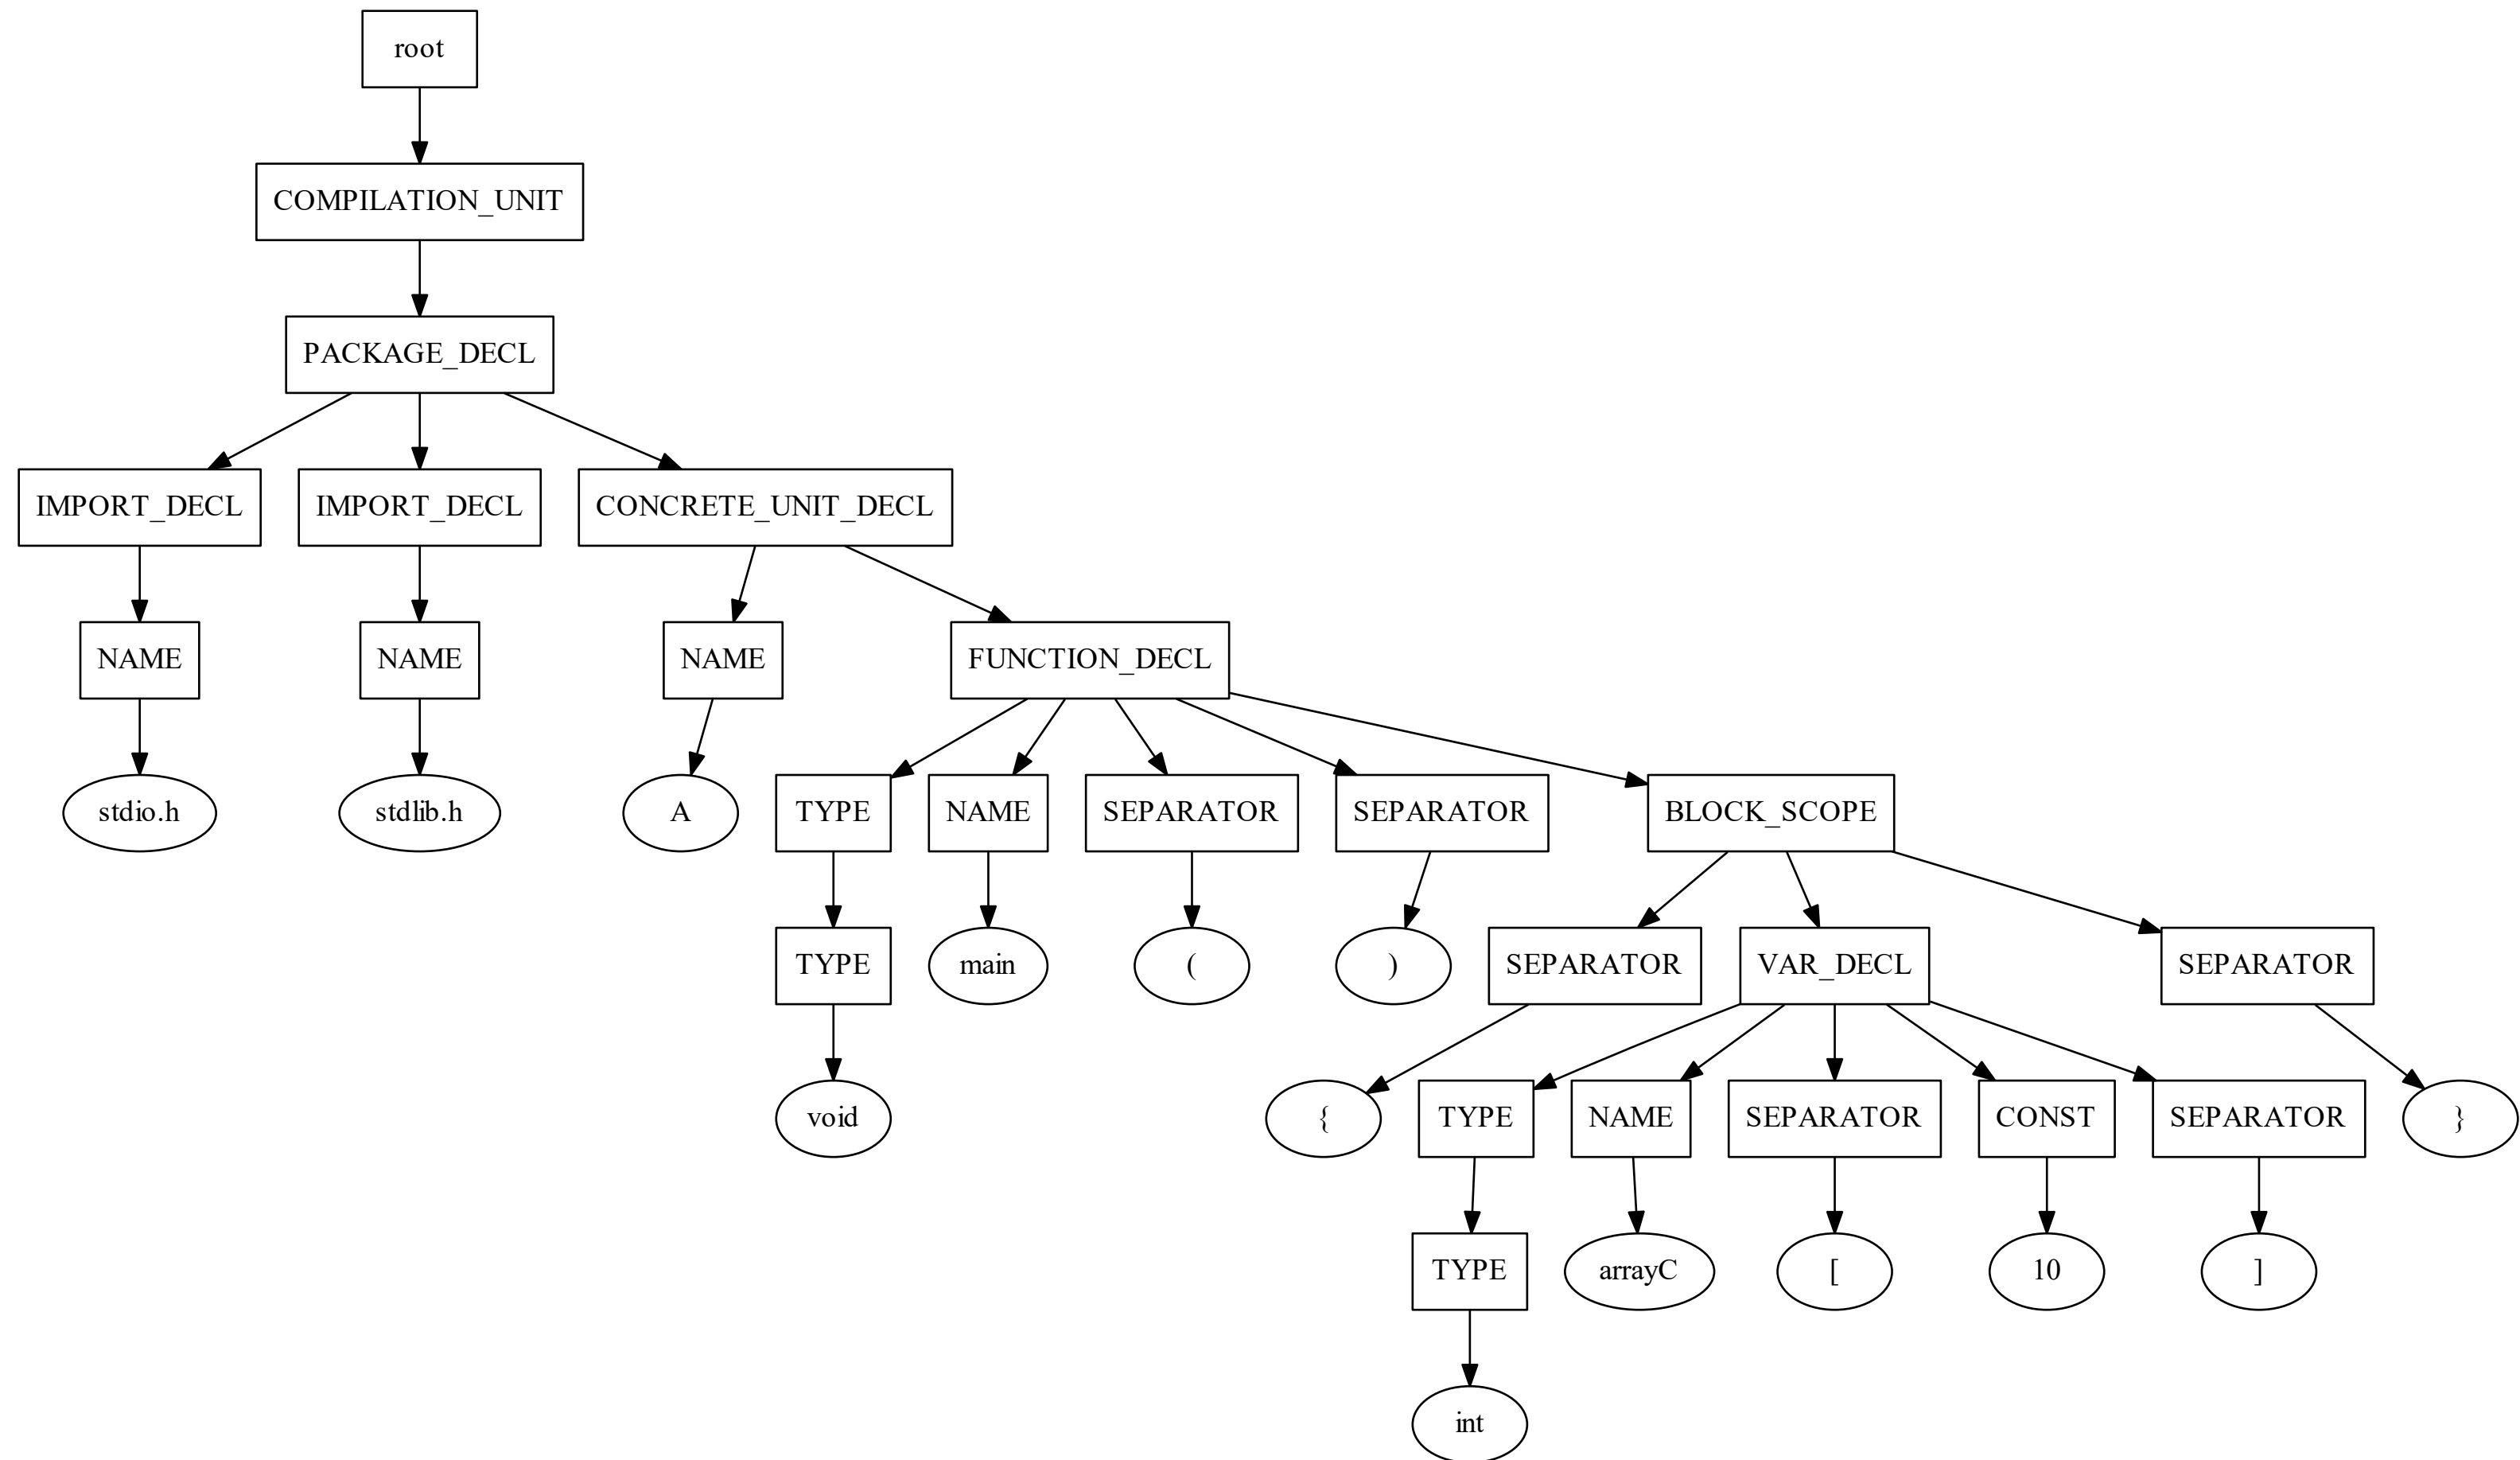 root
COMPILATION_UNIT
PACKAGE_DECL
IMPORT_DECL
IMPORT_DECL
CONCRETE_UNIT_DECL
NAME
NAME
NAME
FUNCTION_DECL
stdio.h
stdlib.h
A
TYPE
NAME
SEPARATOR
SEPARATOR
BLOCK_SCOPE
TYPE
main
(
)
SEPARATOR
VAR_DECL
SEPARATOR
void
{
TYPE
NAME
SEPARATOR
CONST
SEPARATOR
}
TYPE
arrayC
[
10
]
int